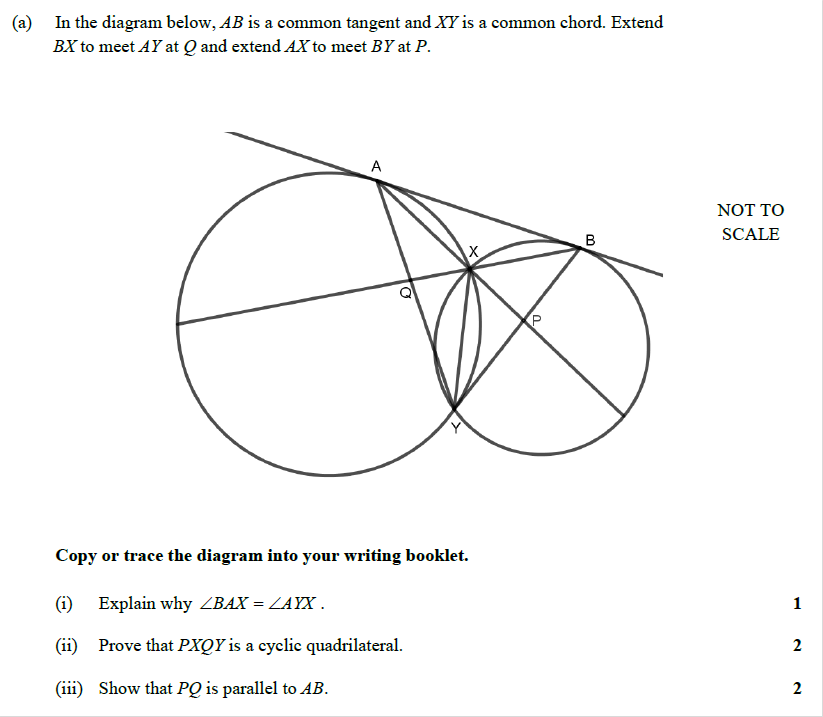 (a) In the diagram below, AB is a common tangent and XY is a common chord. Extend
BX to meet AY at Q and extend AX to meet BY at P.
A
NOT TO
SCALE
B
X
Q
P
Y
Copy or trace the diagram into your writing booklet.
(i) Explain why ∠BAX = ∠AYX . 1
(ii) Prove that PXQY is a cyclic quadrilateral. 2
(iii) Show that PQ is parallel to AB. 2